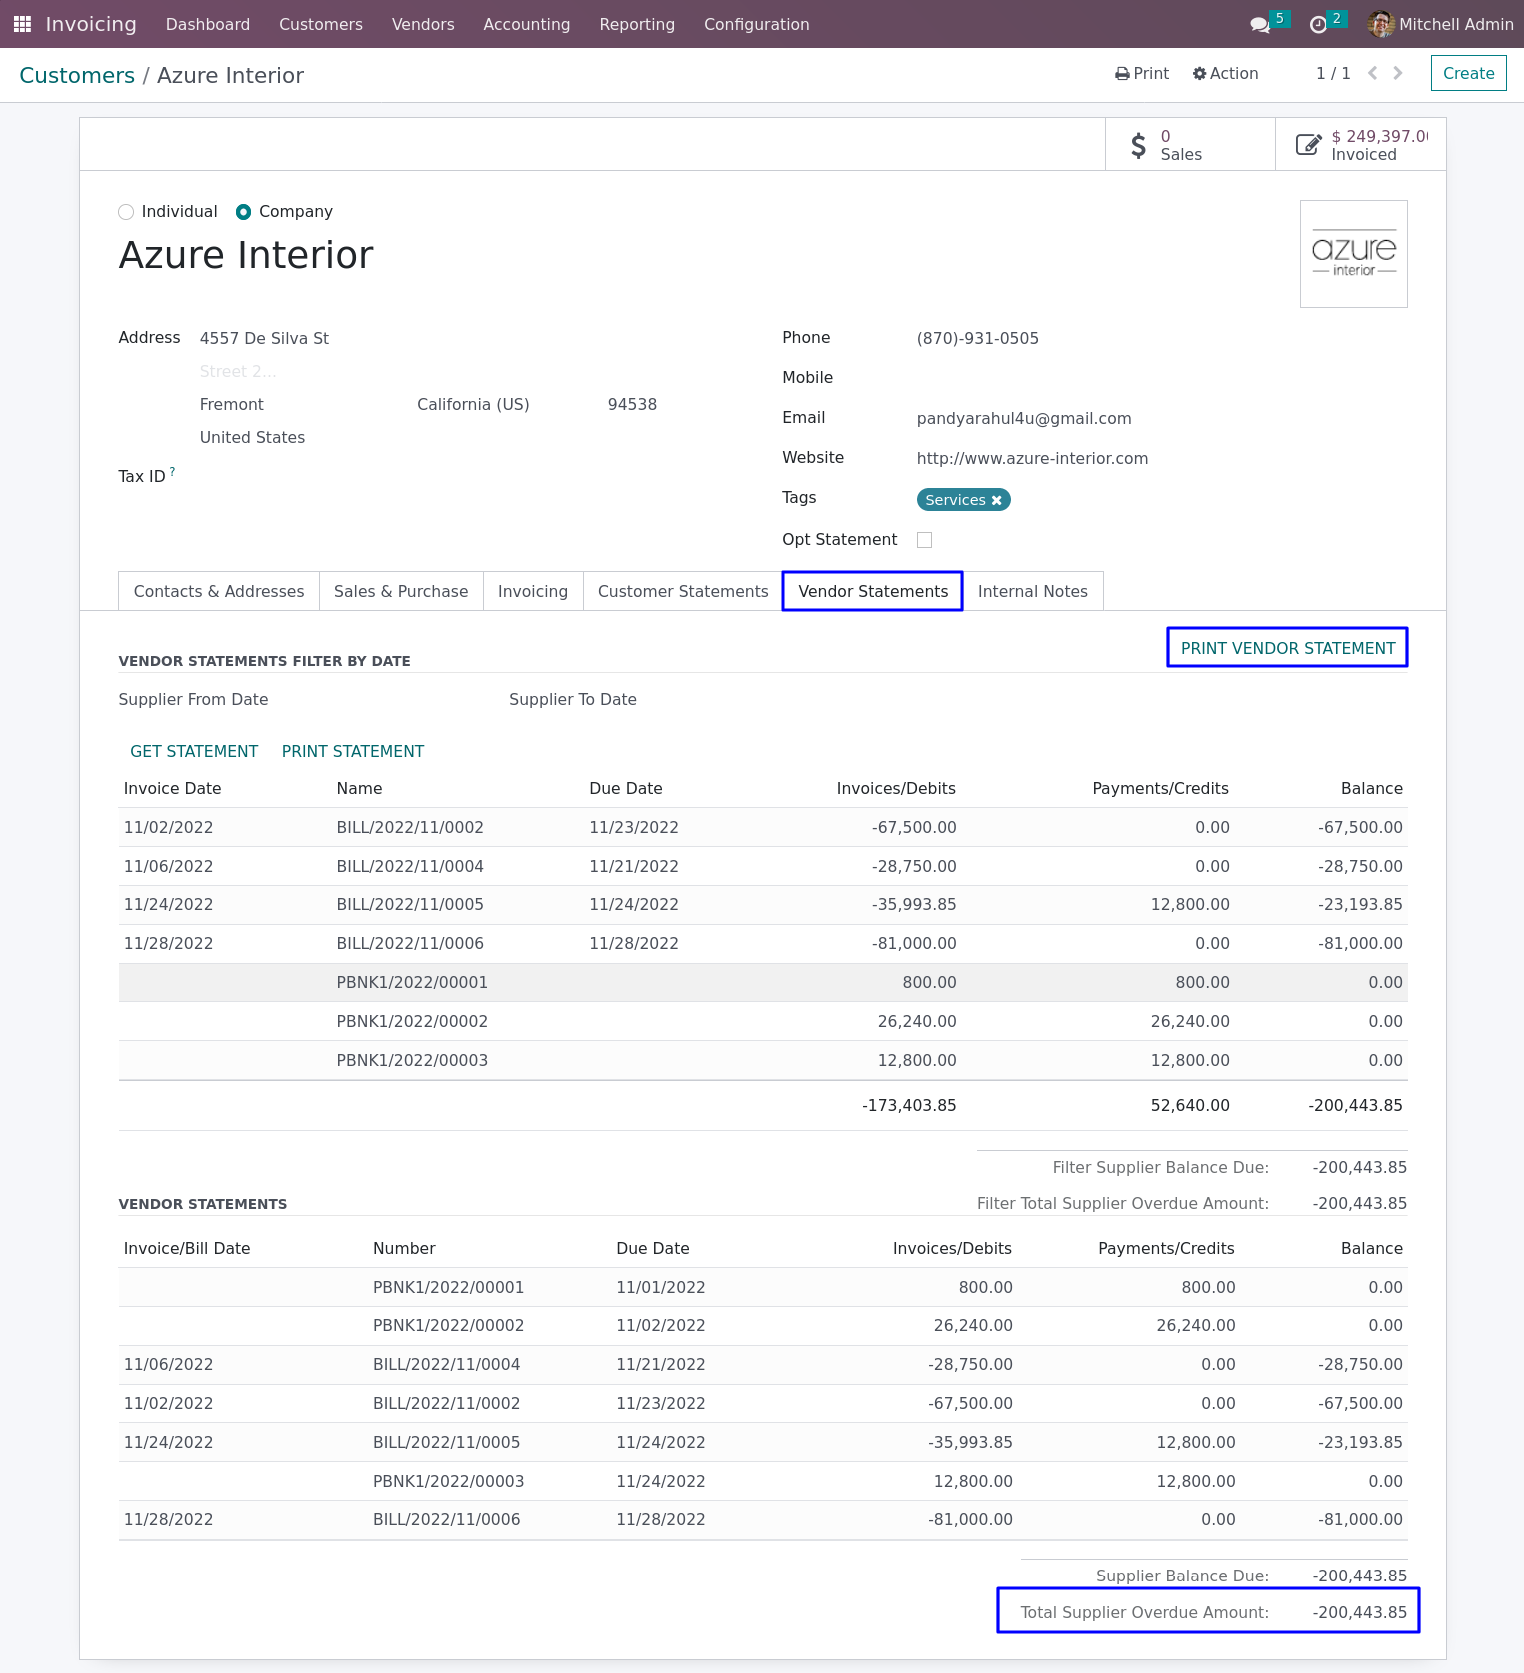 Invoicing Dashboard Customers Vendors Accounting Reporting Configuration 5 2 Mitchell Admin
Customers / Azure Interior Print Action 1 / 1 Create
0 $ 249,397.0
Sales Invoiced
Individual Company
Azure Interior
azure
interior
Address 4557 De Silva St Phone (870)-931-0505
Street 2...
Mobile
Fremont California (US) 94538
Email pandyarahul4u@gmail.com
United States
Website http://www.azure-interior.com
Tax ID ?
Tags Services ✖
Opt Statement
Contacts & Addresses Sales & Purchase Invoicing Customer Statements Vendor Statements Internal Notes
PRINT VENDOR STATEMENT
VENDOR STATEMENTS FILTER BY DATE
Supplier From Date Supplier To Date
GET STATEMENT PRINT STATEMENT
Invoice Date Name Due Date Invoices/Debits Payments/Credits Balance
11/02/2022 BILL/2022/11/0002 11/23/2022 -67,500.00 0.00 -67,500.00
11/06/2022 BILL/2022/11/0004 11/21/2022 -28,750.00 0.00 -28,750.00
11/24/2022 BILL/2022/11/0005 11/24/2022 -35,993.85 12,800.00 -23,193.85
11/28/2022 BILL/2022/11/0006 11/28/2022 -81,000.00 0.00 -81,000.00
PBNK1/2022/00001 800.00 800.00 0.00
PBNK1/2022/00002 26,240.00 26,240.00 0.00
PBNK1/2022/00003 12,800.00 12,800.00 0.00
-173,403.85 52,640.00 -200,443.85
Filter Supplier Balance Due: -200,443.85
VENDOR STATEMENTS Filter Total Supplier Overdue Amount: -200,443.85
Invoice/Bill Date Number Due Date Invoices/Debits Payments/Credits Balance
PBNK1/2022/00001 11/01/2022 800.00 800.00 0.00
PBNK1/2022/00002 11/02/2022 26,240.00 26,240.00 0.00
11/06/2022 BILL/2022/11/0004 11/21/2022 -28,750.00 0.00 -28,750.00
11/02/2022 BILL/2022/11/0002 11/23/2022 -67,500.00 0.00 -67,500.00
11/24/2022 BILL/2022/11/0005 11/24/2022 -35,993.85 12,800.00 -23,193.85
PBNK1/2022/00003 11/24/2022 12,800.00 12,800.00 0.00
11/28/2022 BILL/2022/11/0006 11/28/2022 -81,000.00 0.00 -81,000.00
Supplier Balance Due: -200,443.85
Total Supplier Overdue Amount: -200,443.85